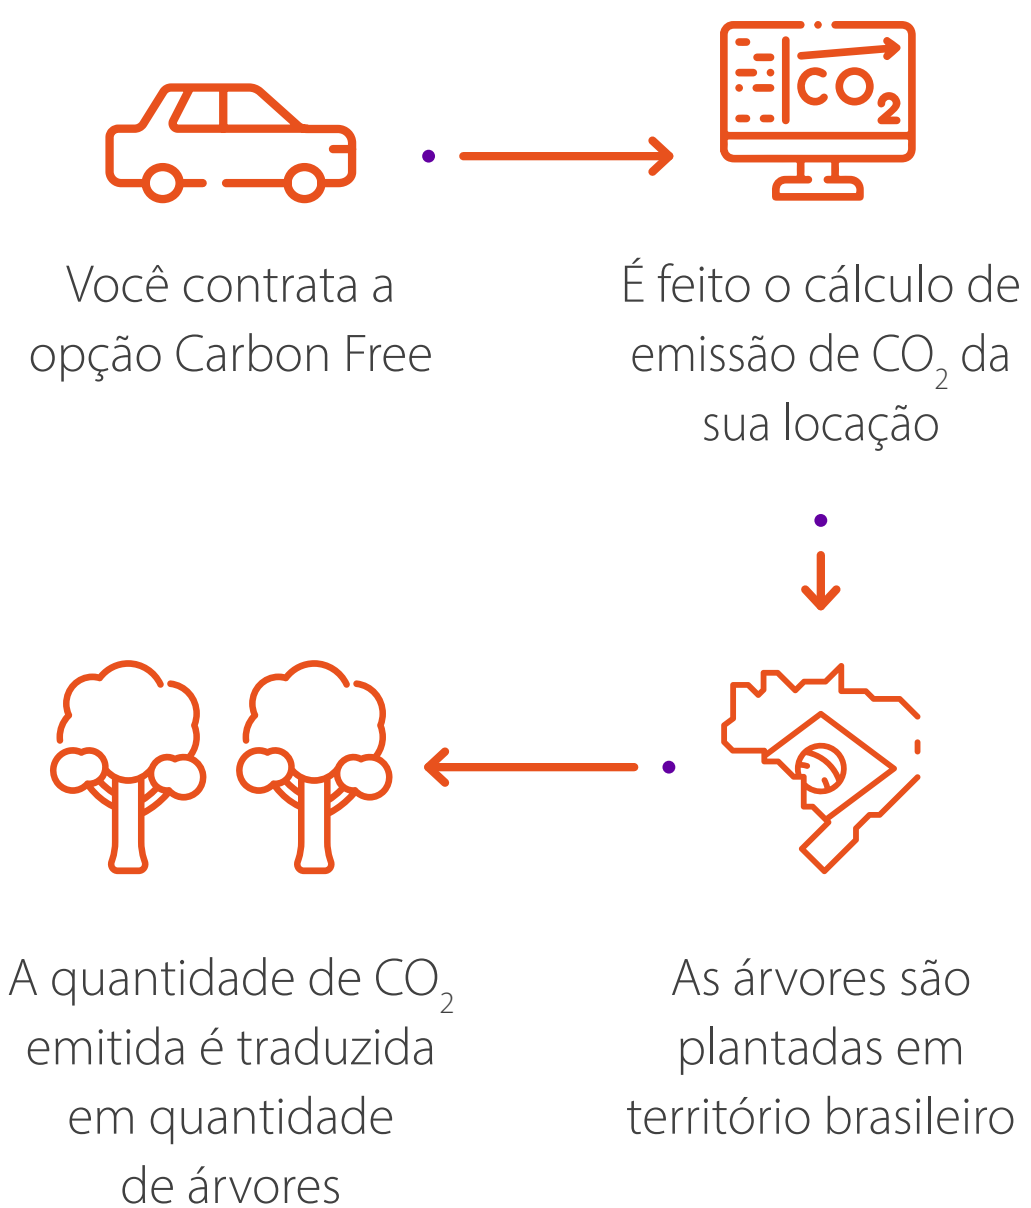 CO₂
Você contrata a
opção Carbon Free
É feito o cálculo de
emissão de CO₂ da
sua locação
As árvores são
plantadas em
território brasileiro
A quantidade de CO₂
emitida é traduzida
em quantidade
de árvores